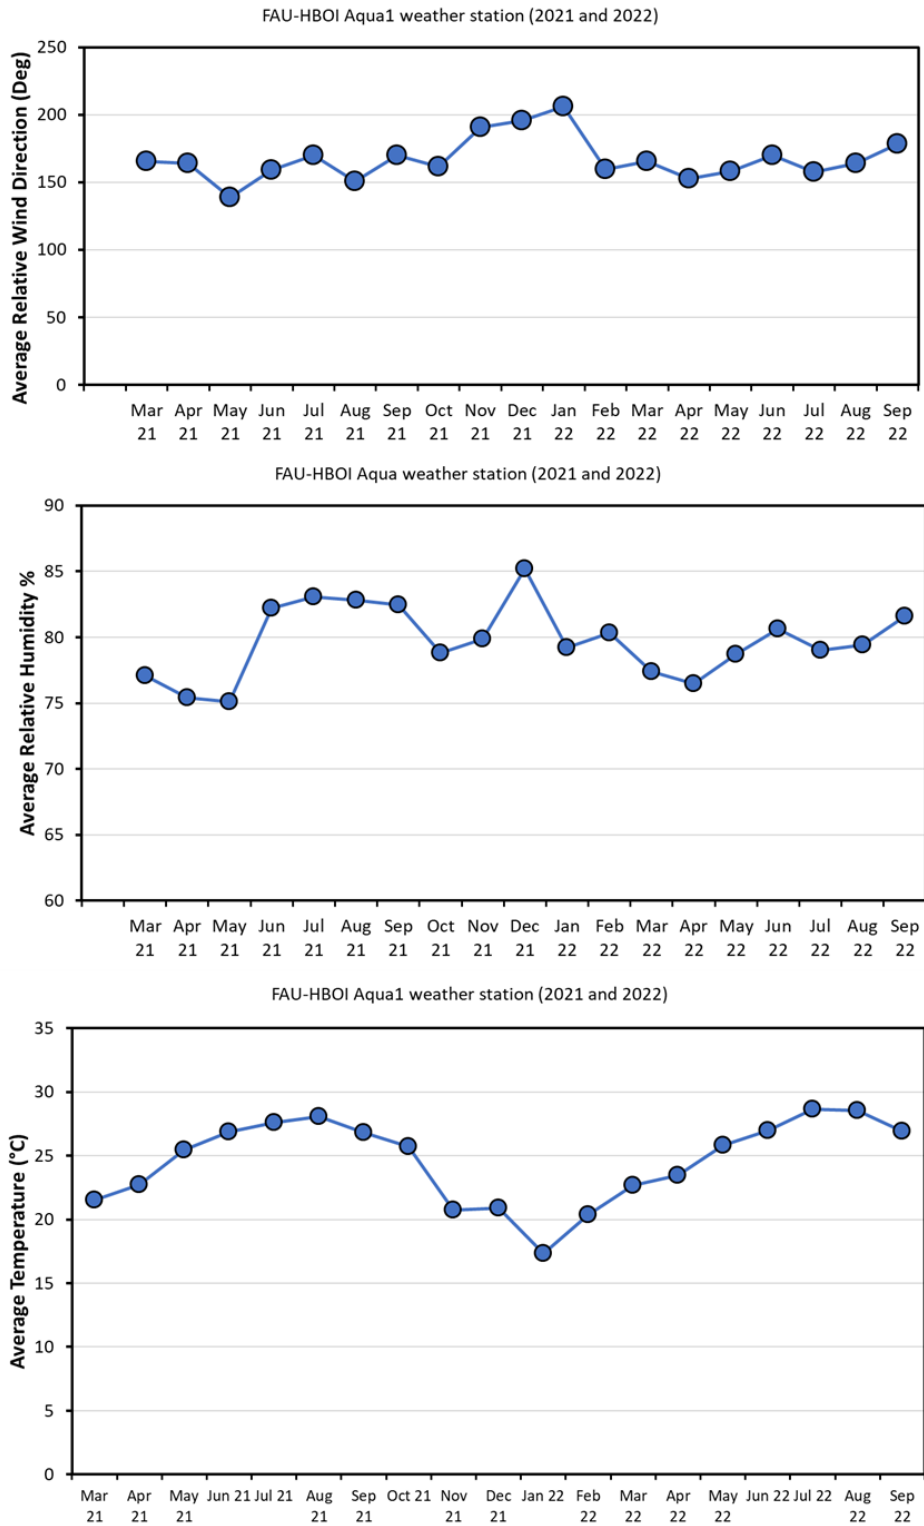 FAU-HBOI Aqua1 weather station (2021 and 2022)
Average Relative Wind Direction (Deg)
250
200
150
100
50
0
Mar Apr May Jun Jul Aug Sep Oct Nov Dec Jan Feb Mar Apr May Jun Jul Aug Sep
21 21 21 21 21 21 21 21 21 21 22 22 22 22 22 22 22 22 22
FAU-HBOI Aqua weather station (2021 and 2022)
Average Relative Humidity %
90
85
80
75
70
65
60
Mar Apr May Jun Jul Aug Sep Oct Nov Dec Jan Feb Mar Apr May Jun Jul Aug Sep
21 21 21 21 21 21 21 21 21 21 22 22 22 22 22 22 22 22 22
FAU-HBOI Aqua1 weather station (2021 and 2022)
Average Temperature (°C)
35
30
25
20
15
10
5
0
Mar Apr May Jun 21 Jul 21 Aug Sep Oct 21 Nov Dec Jan 22 Feb Mar Apr May Jun 22 Jul 22 Aug Sep
21 21 21 21 21 21 21 22 22 22 22 22 22